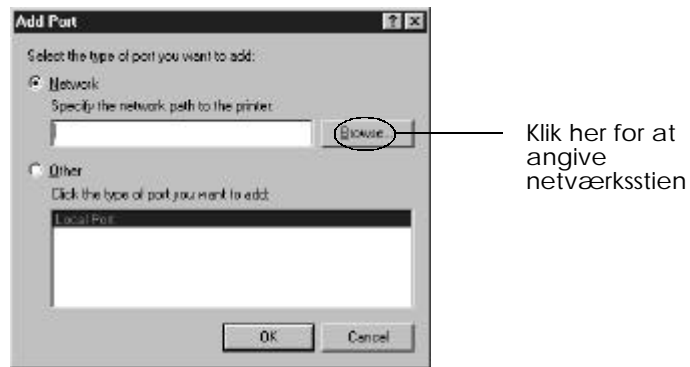 Add Port
Select the type of port you want to add:
Network
Specify the network path to the printer.
Browse...
Klik her for at
angive
netværksstien
Other
Click the type of port you want to add:
Local Port
OK
Cancel